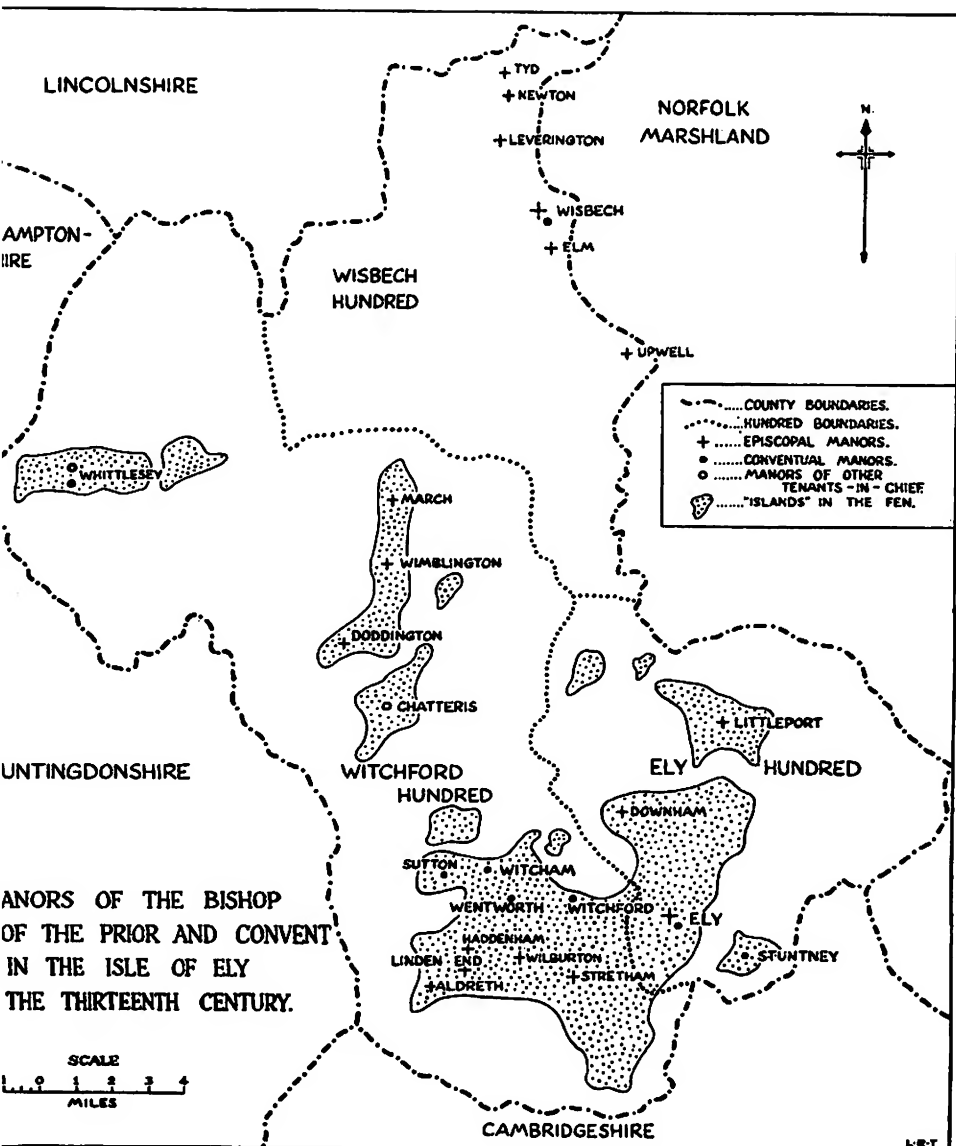 LINCOLNSHIRE
TYD
NEWTON
NORFOLK
MARSHLAND
N.
LEVERINGTON
WISBECH
ELM
AMPTON-
IRE
WISBECH
HUNDRED
UPWELL
COUNTY BOUNDARIES.
HUNDRED BOUNDARIES.
EPISCOPAL MANORS.
CONVENTUAL MANORS.
MANORS OF OTHER
TENANTS-IN-CHIEF.
"ISLANDS" IN THE FEN.
WHITTLESEY
MARCH
WIMBLINGTON
DODDINGTON
CHATTERIS
LITTLEPORT
UNTINGDONSHIRE
WITCHFORD
HUNDRED
ELY HUNDRED
DOWNHAM
SUTTON
WITCHAM
WENTWORTH
WITCHFORD
ELY
HADDENHAM
LINDEN END
WILBURTON
STRETHAM
STUNTNEY
ALDRETH
ANORS OF THE BISHOP
OF THE PRIOR AND CONVENT
IN THE ISLE OF ELY
THE THIRTEENTH CENTURY.
SCALE
1 0 1 2 3 4
MILES
CAMBRIDGESHIRE
L·R·T